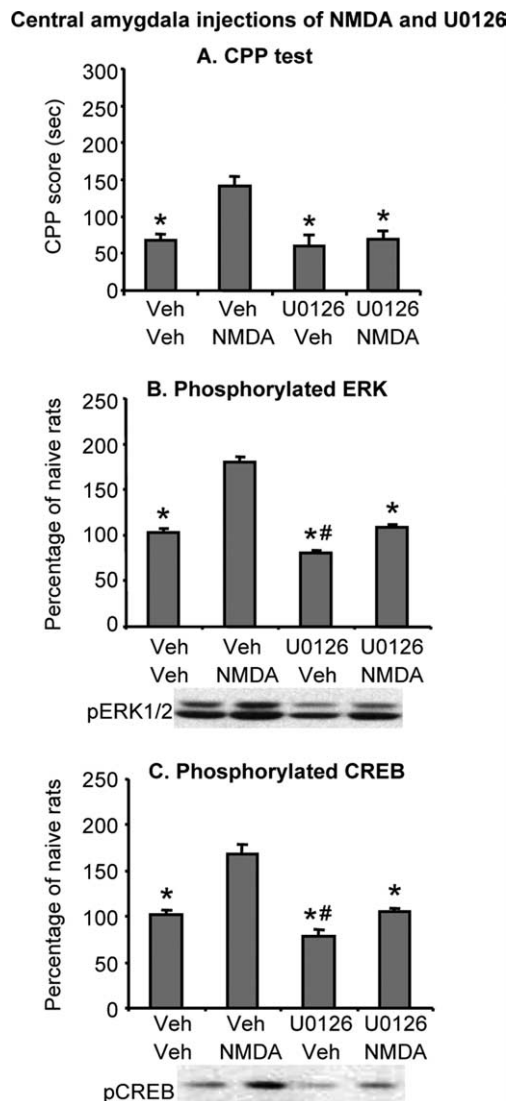 Central amygdala injections of NMDA and U0126
A. CPP test
CPP score (sec)
300
250
200
150
100
50
0
*
*
*
Veh Veh U0126 U0126
Veh NMDA Veh NMDA
B. Phosphorylated ERK
Percentage of naive rats
250
200
150
100
50
0
*
*#
*
Veh Veh U0126 U0126
Veh NMDA Veh NMDA
pERK1/2
C. Phosphorylated CREB
Percentage of naive rats
250
200
150
100
50
0
*
*#
*
Veh Veh U0126 U0126
Veh NMDA Veh NMDA
pCREB